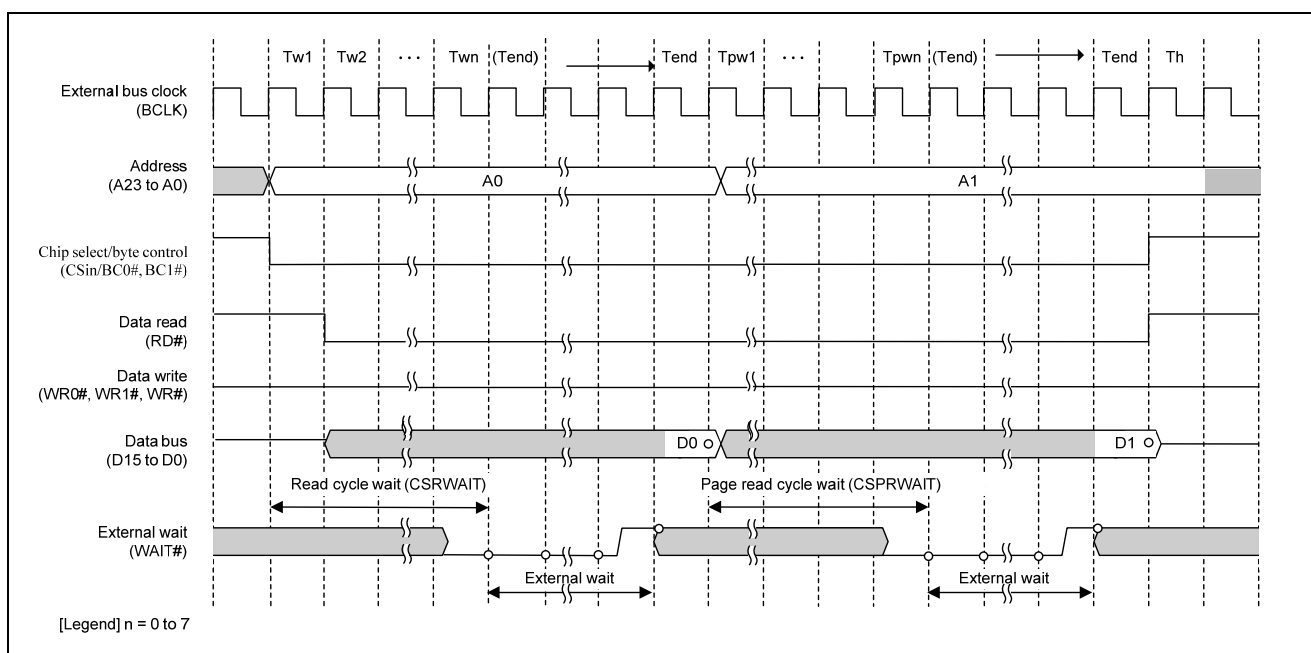 Tw1 Tw2 ··· Twn (Tend) Tend Tpw1 ··· Tpwn (Tend) Tend Th
External bus clock
(BCLK)
Address
(A23 to A0)
A0 A1
Chip select/byte control
(CSin/BC0#, BC1#)
Data read
(RD#)
Data write
(WR0#, WR1#, WR#)
Data bus
(D15 to D0)
D0 D1
Read cycle wait (CSRWAIT) Page read cycle wait (CSPRWAIT)
External wait
(WAIT#)
External wait External wait
[Legend] n = 0 to 7